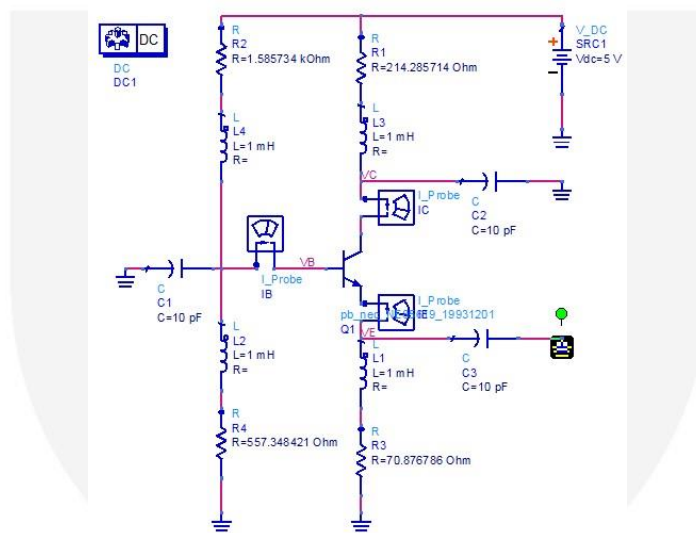 DC
DC
DC1
R
R2
R=1.585734 kOhm
R
R1
R=214.285714 Ohm
V_DC
SRC1
Vdc=5 V
L
L4
L=1 mH
R=
L
L3
L=1 mH
R=
VC
I_Probe
IC
C
C2
C=10 pF
C
C1
C=10 pF
I_Probe
IB
VB
I_Probe
Q1
VE
L
L2
L=1 mH
R=
L
L1
L=1 mH
R=
C
C3
C=10 pF
R
R4
R=557.348421 Ohm
R
R3
R=70.876786 Ohm